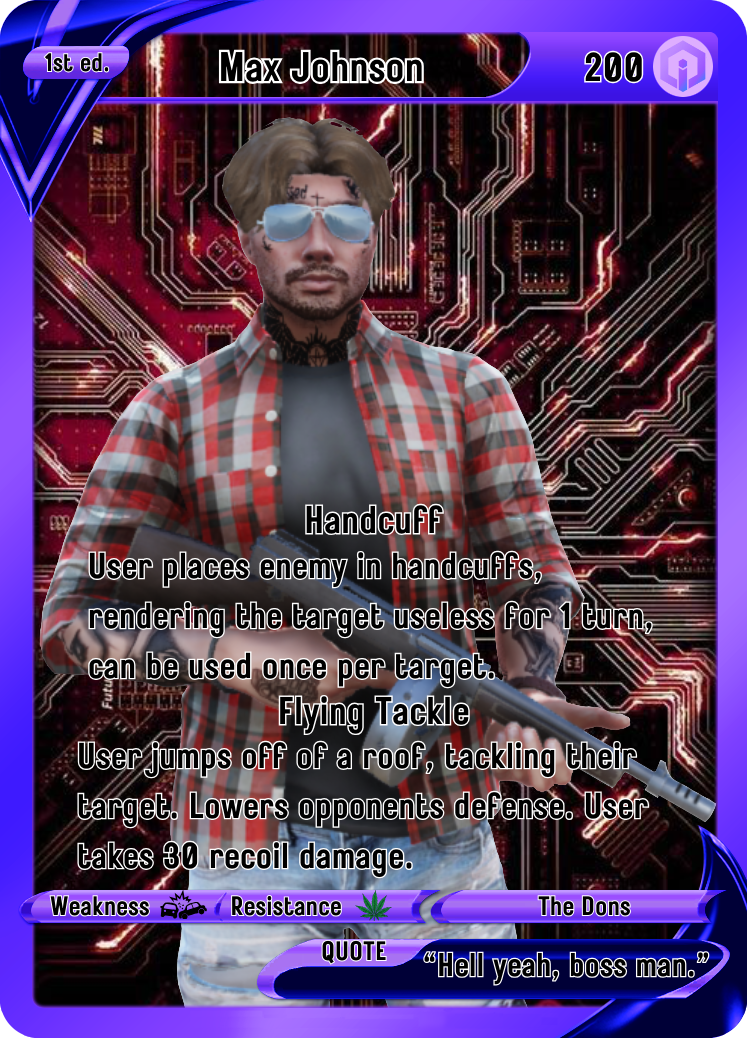 1st ed.
Max Johnson
200
Handcuff
User places enemy in handcuffs,
rendering the target useless for 1 turn,
can be used once per target.
Flying Tackle
User jumps off of a roof, tackling their
target. Lowers opponents defense. User
takes 30 recoil damage.
Weakness
Resistance
The Dons
QUOTE
“Hell yeah, boss man.”